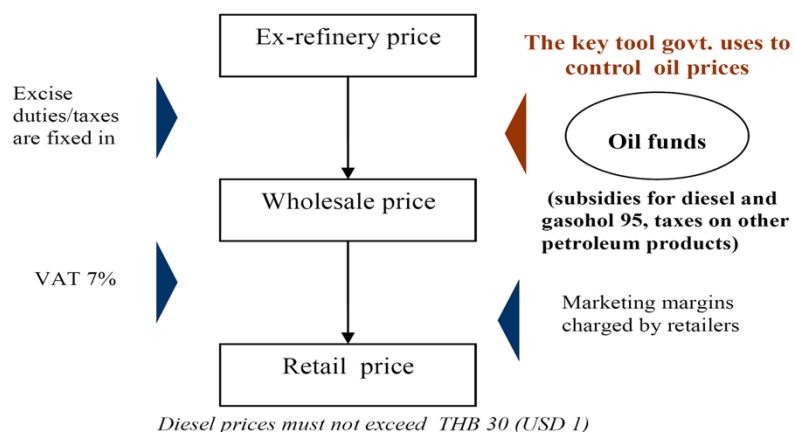 Ex-refinery price
The key tool govt. uses to
control oil prices
Excise
duties/taxes
are fixed in
Oil funds
Wholesale price
(subsidies for diesel and
gasohol 95, taxes on other
petroleum products)
VAT 7%
Marketing margins
charged by retailers
Retail price
Diesel prices must not exceed THB 30 (USD 1)